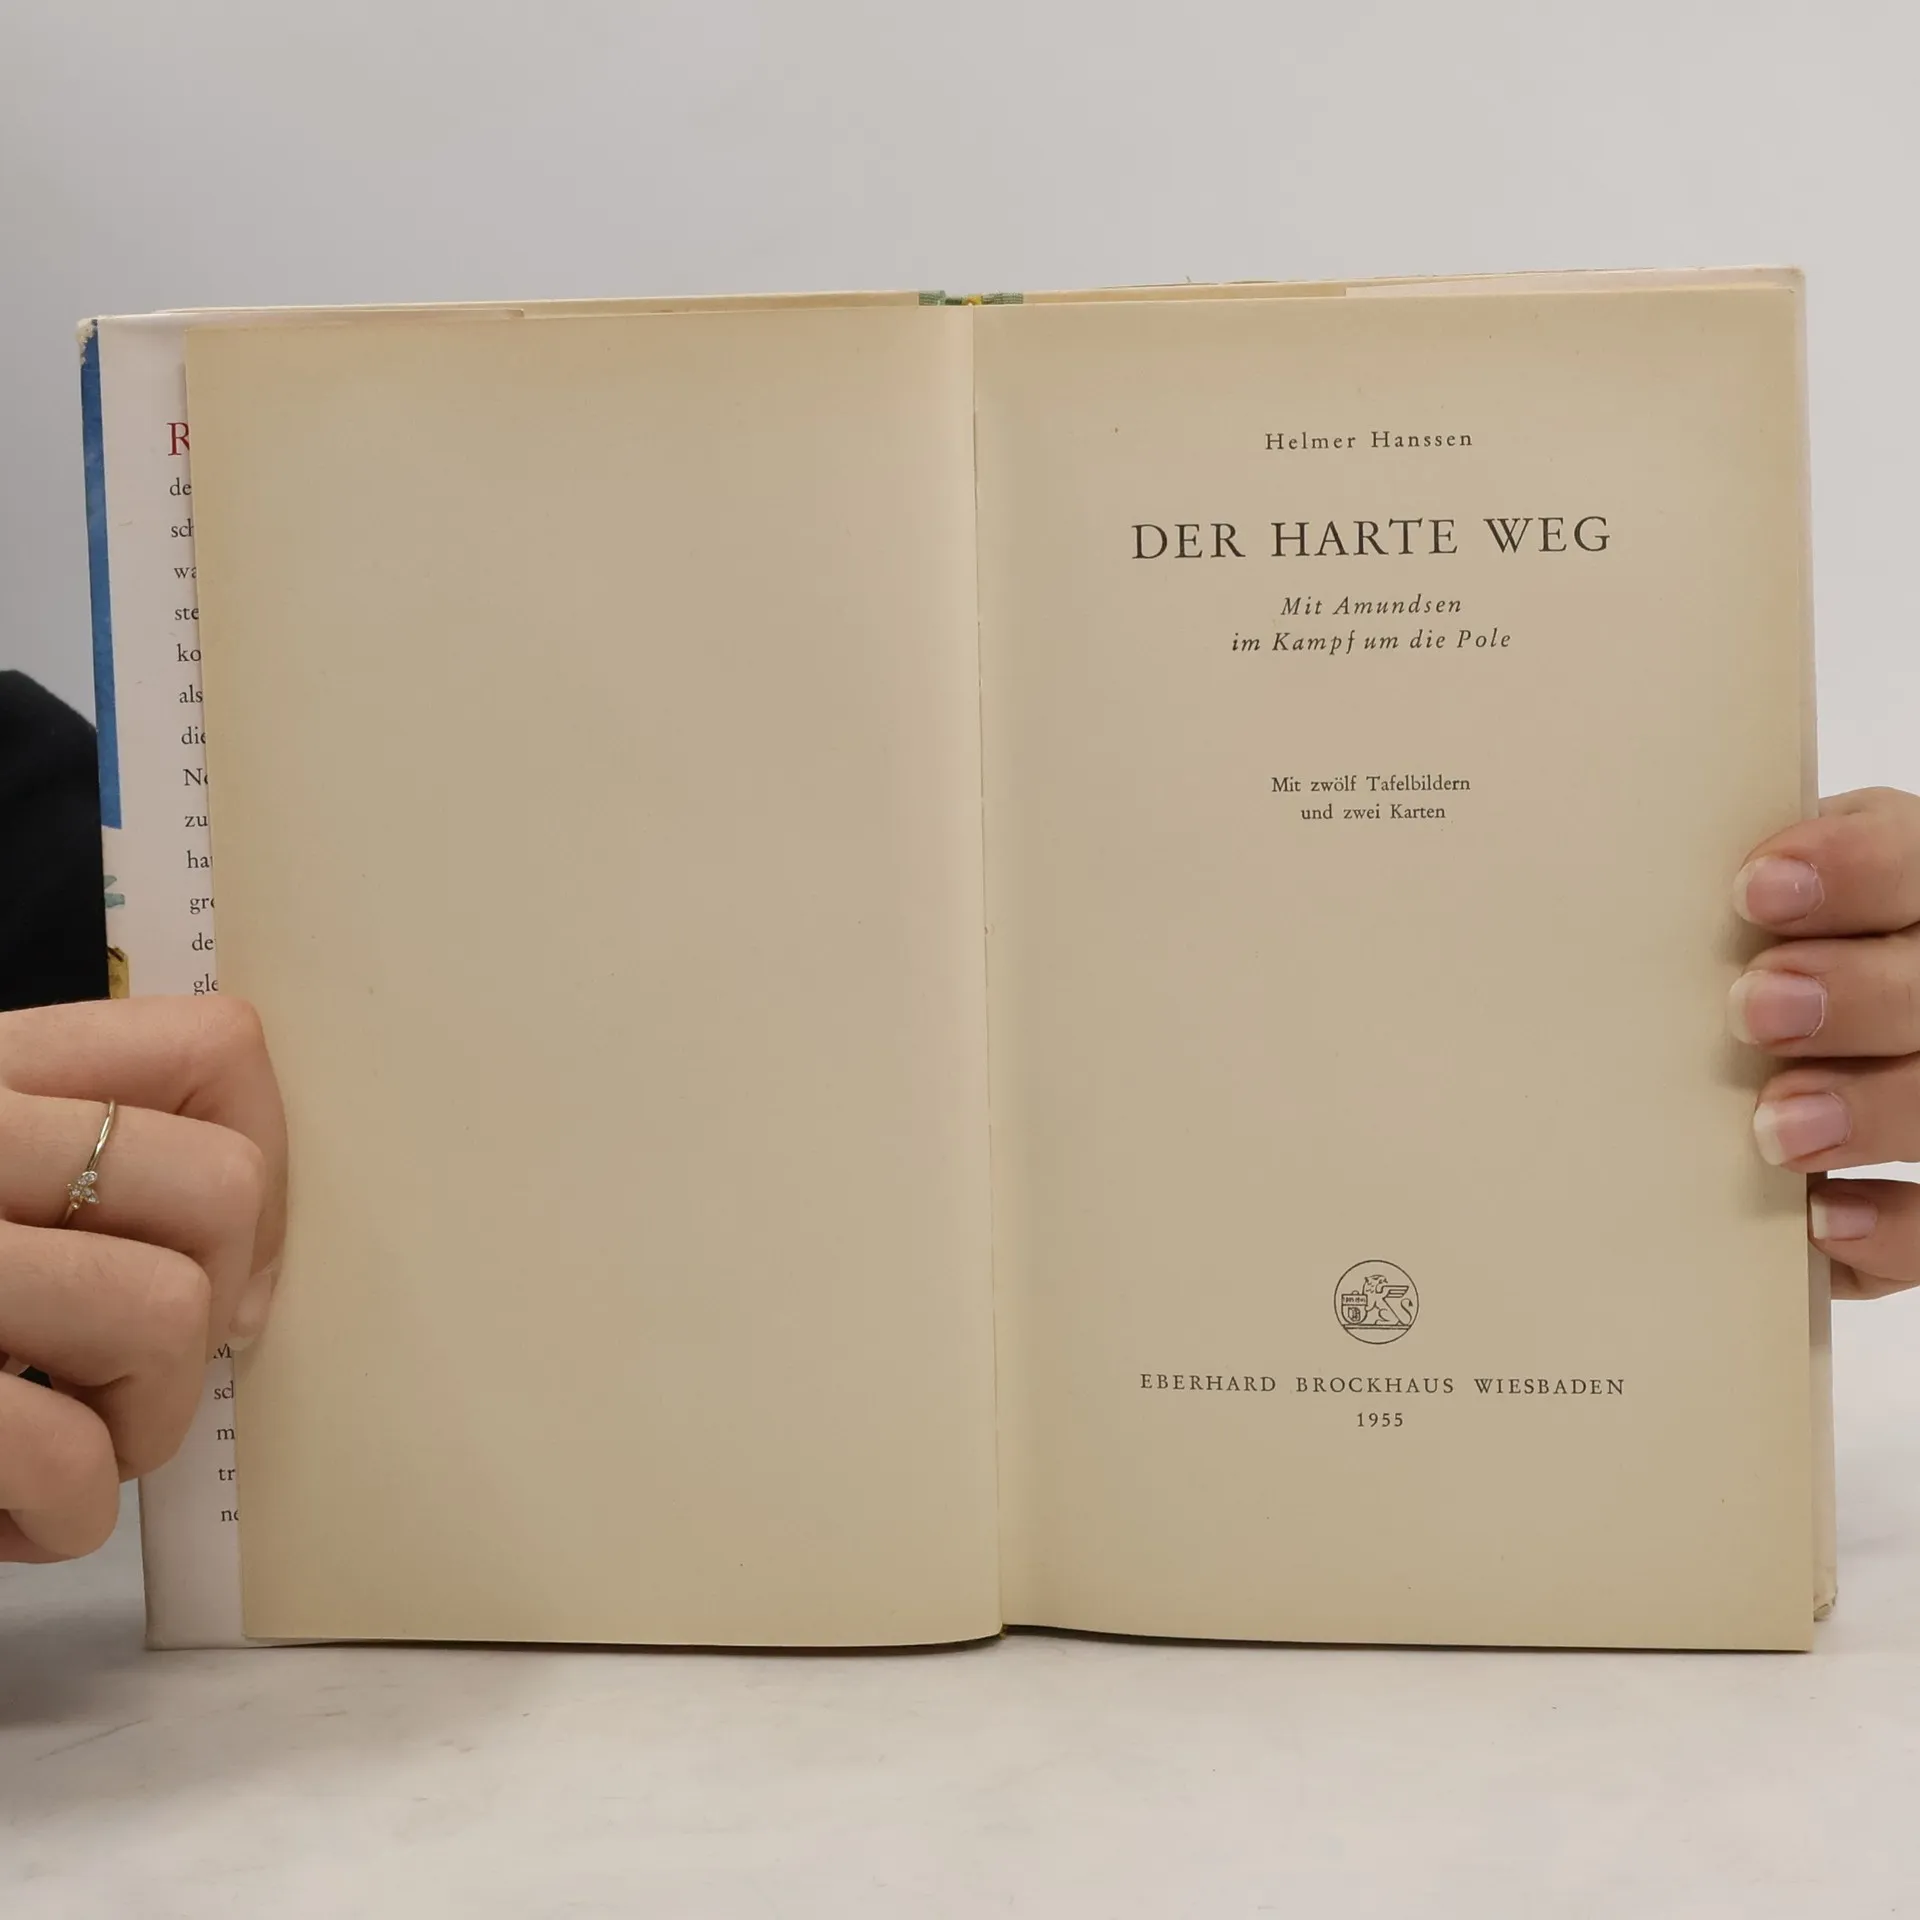 Helmer Hanssen
DER HARTE WEG
Mit Amundsen
im Kampf um die Pole
Mit zwölf Tafelbildern
und zwei Karten
EBERHARD BROCKHAUS WIESBADEN
1955